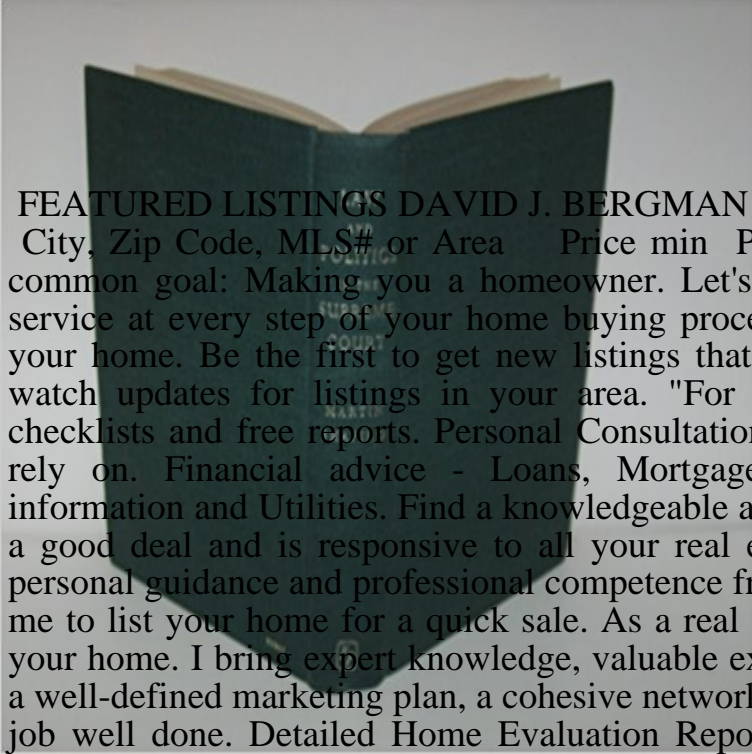 FEATURED LISTINGS DAVID J. BERGMAN
City, Zip Code, MLS# or Area Price min P
common goal: Making you a homeowner. Let's
service at every step of your home buying proce
your home. Be the first to get new listings that
watch updates for listings in your area. "For
checklists and free reports. Personal Consultation
rely on. Financial advice - Loans, Mortgage
information and Utilities. Find a knowledgeable a
a good deal and is responsive to all your real e
personal guidance and professional competence fr
me to list your home for a quick sale. As a real
your home. I bring expert knowledge, valuable ex
a well-defined marketing plan, a cohesive network
job well done. Detailed Home Evaluation Repo
POLITICS
SUPREME
COURT
MARTIN